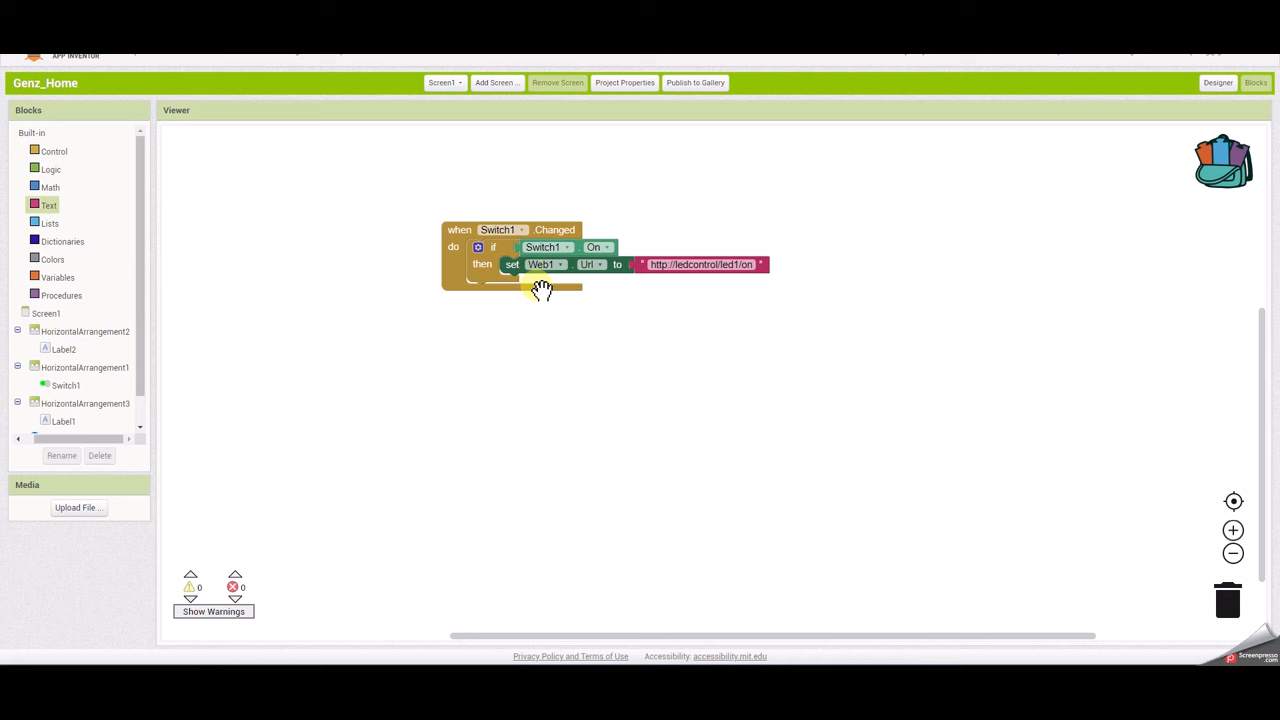 APP INVENTOR
Genz_Home
Screen1
Add Screen ...
Remove Screen
Project Properties
Publish to Gallery
Designer
Blocks
Blocks
Viewer
Built-in
Control
Logic
Math
Text
Lists
Dictionaries
Colors
Variables
Procedures
Screen1
HorizontalArrangement2
Label2
HorizontalArrangement1
Switch1
HorizontalArrangement3
Label1
Rename
Delete
Media
Upload File ...
when Switch1 .Changed
do if Switch1 . On
then set Web1 . Url to " http://ledcontrol/led1/on "
0
0
Show Warnings
Privacy Policy and Terms of Use
Accessibility: accessibility.mit.edu
Screenpresso.com